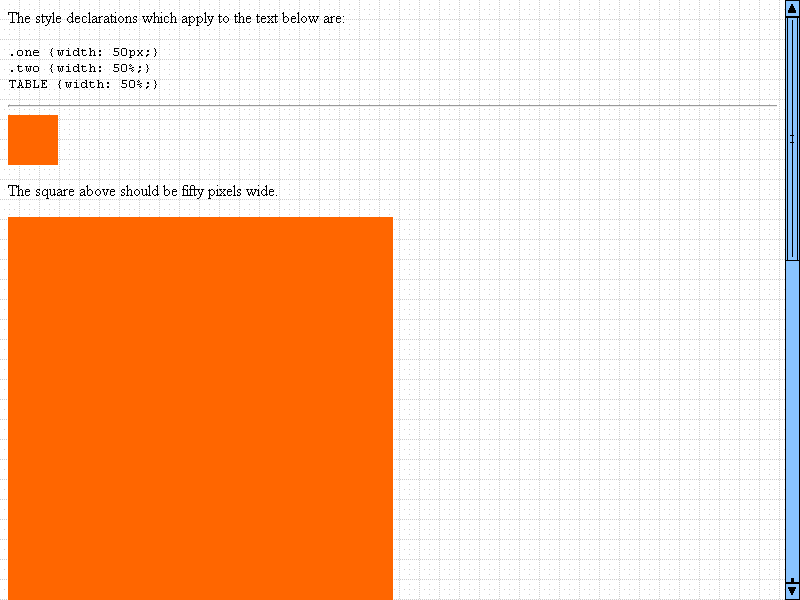 The style declarations which apply to the text below are:
.one {width: 50px;}
.two {width: 50%;}
TABLE {width: 50%;}
The square above should be fifty pixels wide.